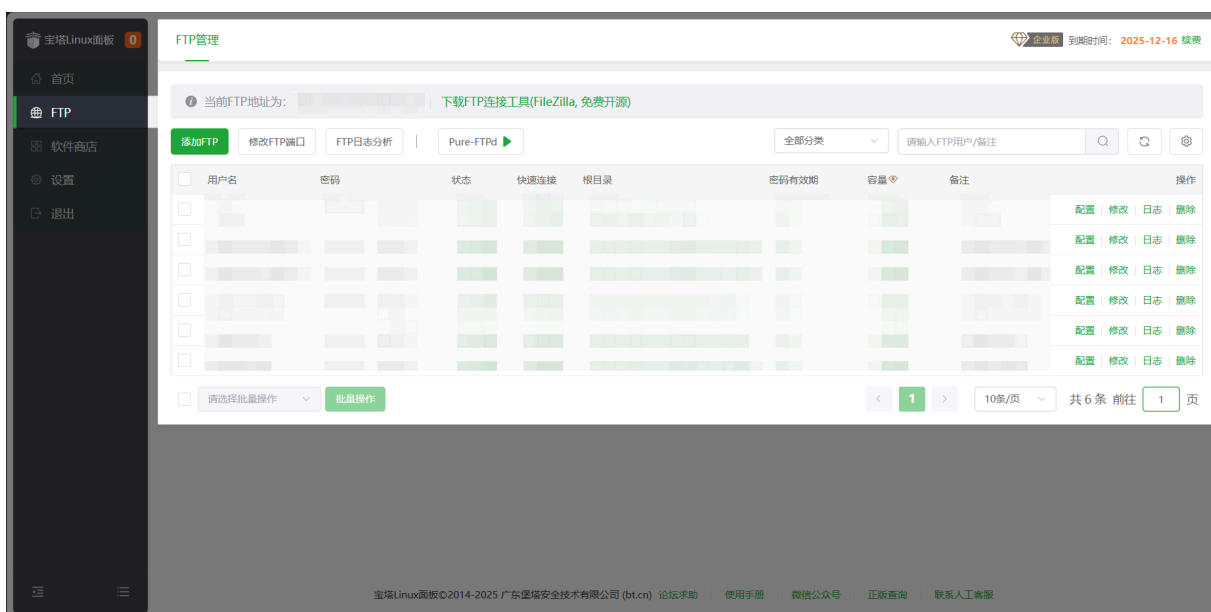 宝塔Linux面板 0
首页
FTP
软件商店
设置
退出
FTP管理
企业版 到期时间: 2025-12-16 续费
当前FTP地址为: 下载FTP连接工具(FileZilla, 免费开源)
添加FTP 修改FTP端口 FTP日志分析 Pure-FTPd 全部分类 请输入FTP用户/备注
用户名 密码 状态 快速连接 根目录 密码有效期 容量 备注 操作
配置 修改 日志 删除
配置 修改 日志 删除
配置 修改 日志 删除
配置 修改 日志 删除
配置 修改 日志 删除
配置 修改 日志 删除
请选择批量操作 批量操作 < 1 > 10条/页 共 6 条 前往 1 页
宝塔Linux面板©2014-2025 广东堡塔安全技术有限公司 (bt.cn) 论坛求助 使用手册 微信公众号 正版查询 联系人工客服